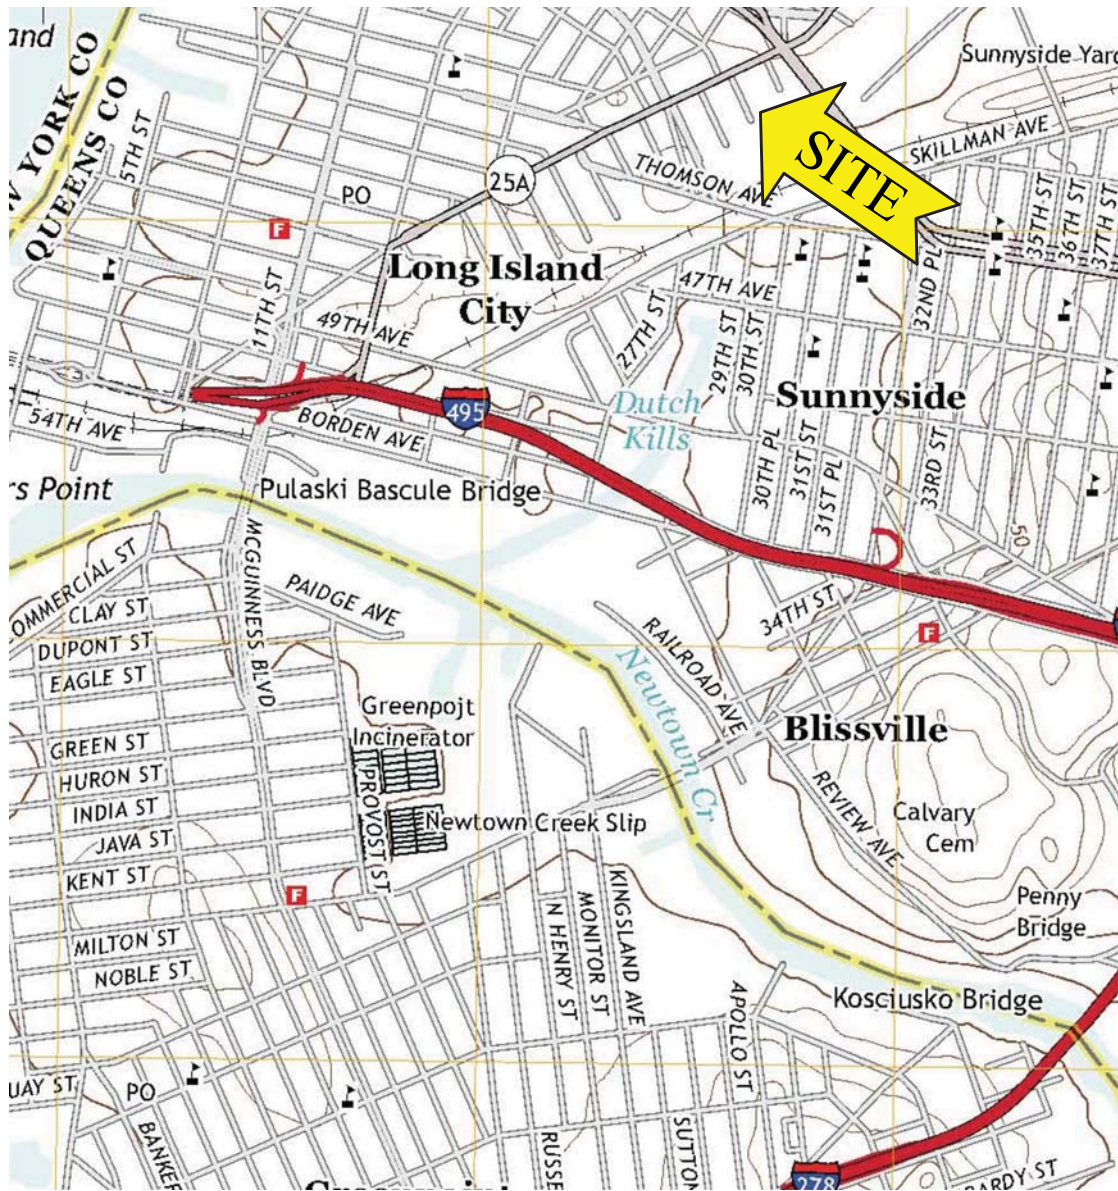 and
Sunnyside Yard
W YORK CO
QUEENS CO
5TH ST
SITE
SKILLMAN AVE
THOMSON AVE
25A
PO
F
35TH ST
36TH ST
37TH ST
32ND PL
11TH ST
Long Island
City
47TH AVE
49TH AVE
27TH ST
29TH ST
30TH ST
Sunnyside
Dutch
Kills
495
BORDEN AVE
54TH AVE
30TH PL
31ST ST
31ST PL
33RD ST
rs Point
Pulaski Bascule Bridge
50
MCGUINNESS BLVD
OMMERCIAL ST
CLAY ST
PAIDGE AVE
DUPONT ST
EAGLE ST
34TH ST
F
RAILROAD AVE
Newtown Cr
Greenpojt
Incinerator
Blissville
GREEN ST
HURON ST
INDIA ST
JAVA ST
KENT ST
PROVOST ST
Newtown Creek Slip
REVIEW AVE
Calvary
Cem
F
Penny
Bridge
MILTON ST
NOBLE ST
N HENRY ST
MONITOR ST
KINGSLAND AVE
APOLLO ST
Kosciusko Bridge
UAY ST
PO
BANKER
RUSSE
SUTTON
278
ARDY ST